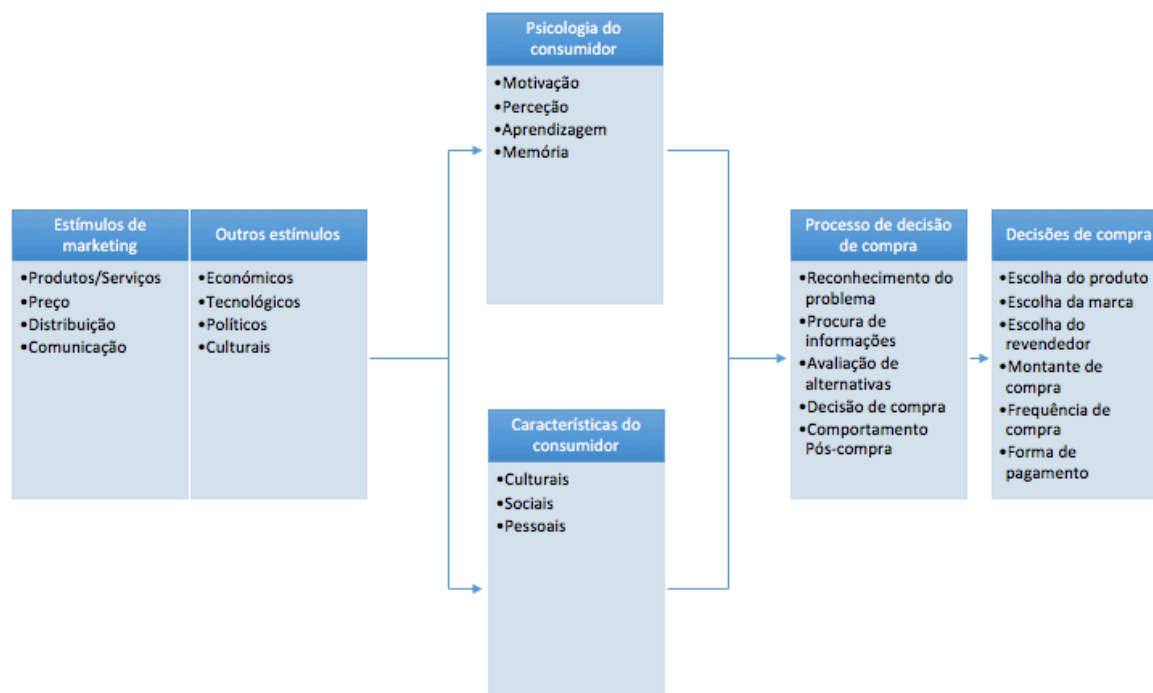 Psicologia do
consumidor
•Motivação
•Perceção
•Aprendizagem
•Memória
Estímulos de
marketing
•Produtos/Serviços
•Preço
•Distribuição
•Comunicação
Outros estímulos
•Económicos
•Tecnológicos
•Políticos
•Culturais
Características do
consumidor
•Culturais
•Sociais
•Pessoais
Processo de decisão
de compra
•Reconhecimento do
problema
•Procura de
informações
•Avaliação de
alternativas
•Decisão de compra
•Comportamento
Pós-compra
Decisões de compra
•Escolha do produto
•Escolha da marca
•Escolha do
revendedor
•Montante de
compra
•Frequência de
compra
•Forma de
pagamento